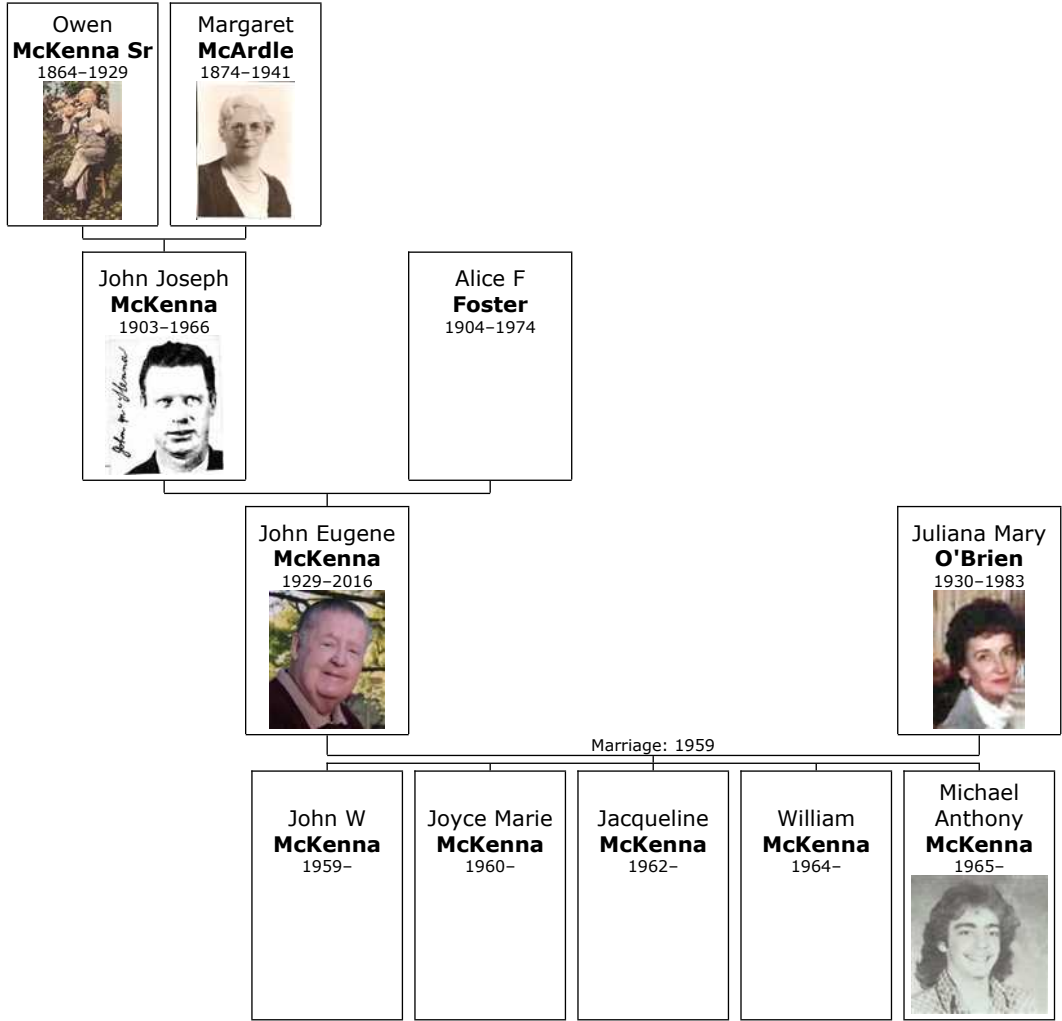 Owen
McKenna Sr
1864–1929
Margaret
McArdle
1874–1941
John Joseph
McKenna
1903–1966
John McKenna
Alice F
Foster
1904–1974
John Eugene
McKenna
1929–2016
Juliana Mary
O'Brien
1930–1983
Marriage: 1959
John W
McKenna
1959–
Joyce Marie
McKenna
1960–
Jacqueline
McKenna
1962–
William
McKenna
1964–
Michael
Anthony
McKenna
1965–